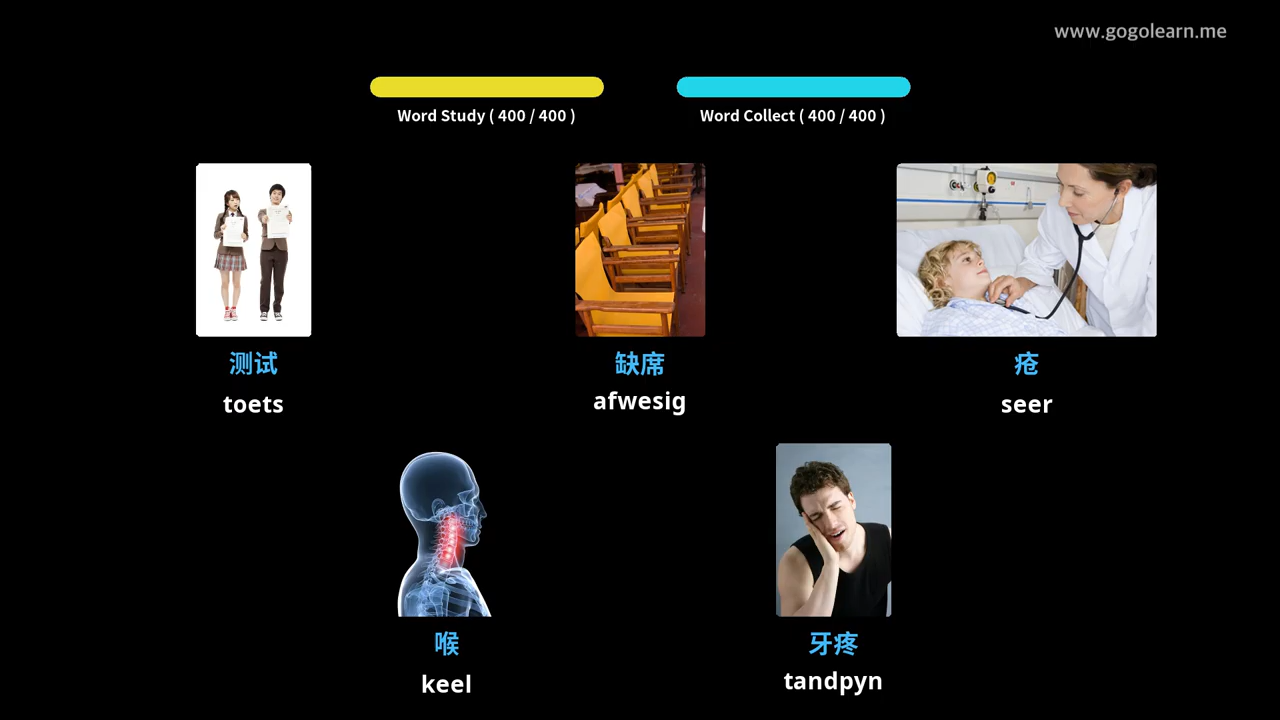 www.gogolearn.me
Word Study ( 400 / 400 )
Word Collect ( 400 / 400 )
测试
缺席
疮
toets
afwesig
seer
喉
牙疼
keel
tandpyn